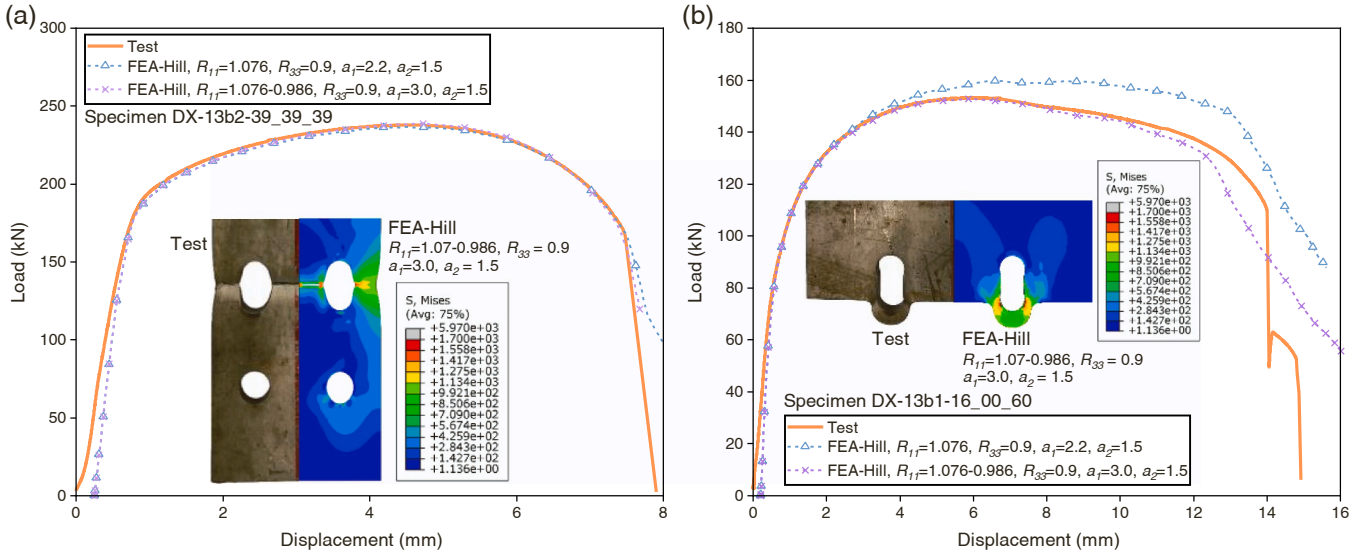 (a)
300
250
200
150
100
50
0
Load (kN)
0
2
4
6
8
Displacement (mm)
Test
FEA-Hill, R11=1.076, R33=0.9, a1=2.2, a2=1.5
FEA-Hill, R11=1.076-0.986, R33=0.9, a1=3.0, a2=1.5
Specimen DX-13b2-39_39_39
Test
FEA-Hill
R11=1.07-0.986, R33 = 0.9
a1=3.0, a2 = 1.5
S, Mises
(Avg: 75%)
+5.970e+03
+1.700e+03
+1.558e+03
+1.417e+03
+1.275e+03
+1.134e+03
+9.921e+02
+8.506e+02
+7.090e+02
+5.674e+02
+4.259e+02
+2.843e+02
+1.427e+02
+1.136e+00
(b)
180
160
140
120
100
80
60
40
20
0
Load (kN)
0
2
4
6
8
10
12
14
16
Displacement (mm)
S, Mises
(Avg: 75%)
+5.970e+03
+1.700e+03
+1.558e+03
+1.417e+03
+1.275e+03
+1.134e+03
+9.921e+02
+8.506e+02
+7.090e+02
+5.674e+02
+4.259e+02
+2.843e+02
+1.427e+02
+1.136e+00
Test
FEA-Hill
R11=1.07-0.986, R33 = 0.9
a1=3.0, a2 = 1.5
Specimen DX-13b1-16_00_60
Test
FEA-Hill, R11=1.076, R33=0.9, a1=2.2, a2=1.5
FEA-Hill, R11=1.076-0.986, R33=0.9, a1=3.0, a2=1.5